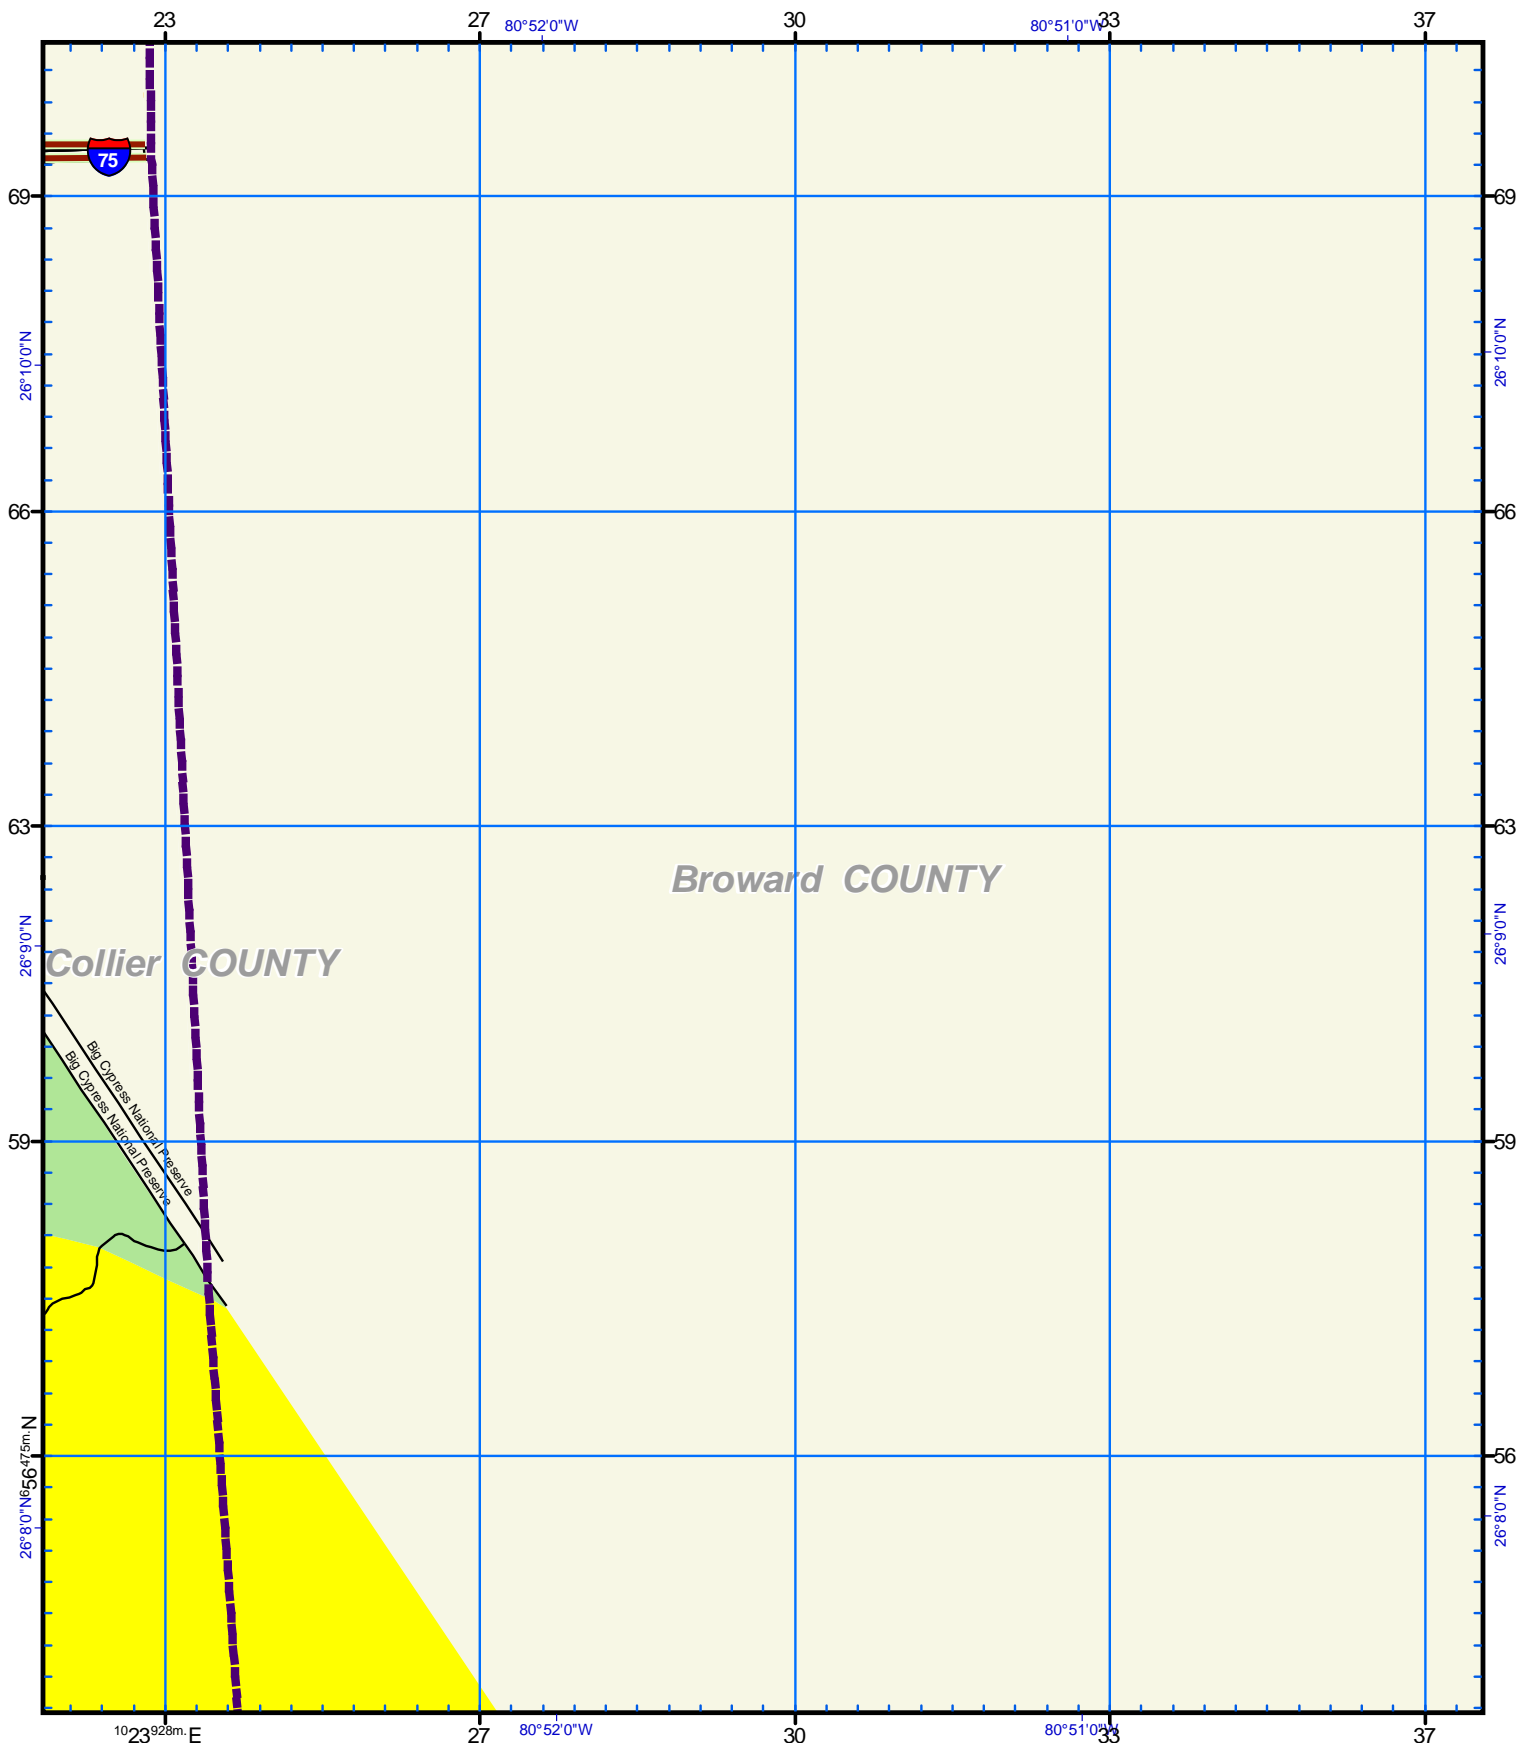 23 27 80°52'0"W 30 80°51'0"W 33 37
75
69 69
26°10'0"N 26°10'0"N
66 66
63 63
Broward COUNTY
26°9'0"N 26°9'0"N
Collier COUNTY
Big Cypress National Preserve
Big Cypress National Preserve
59 59
656475m.N 56
26°8'0"N 26°8'0"N
1023928m.E 27 80°52'0"W 30 80°51'0"W 33 37